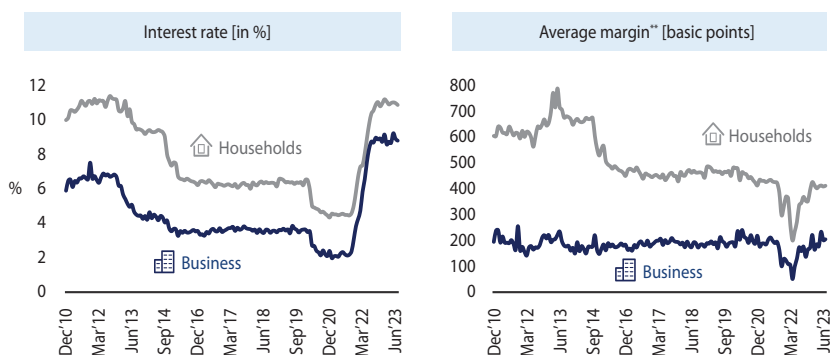 Interest rate [in %]
12
10
8
6
4
2
0
%
Households
Business
Dec'10
Mar'12
Jun'13
Sep'14
Dec'16
Mar'17
Jun'18
Sep'19
Dec'20
Mar'22
Jun'23
Average margin** [basic points]
800
700
600
500
400
300
200
100
0
Households
Business
Dec'10
Mar'12
Jun'13
Sep'14
Dec'16
Mar'17
Jun'18
Sep'19
Dec'20
Mar'22
Jun'23